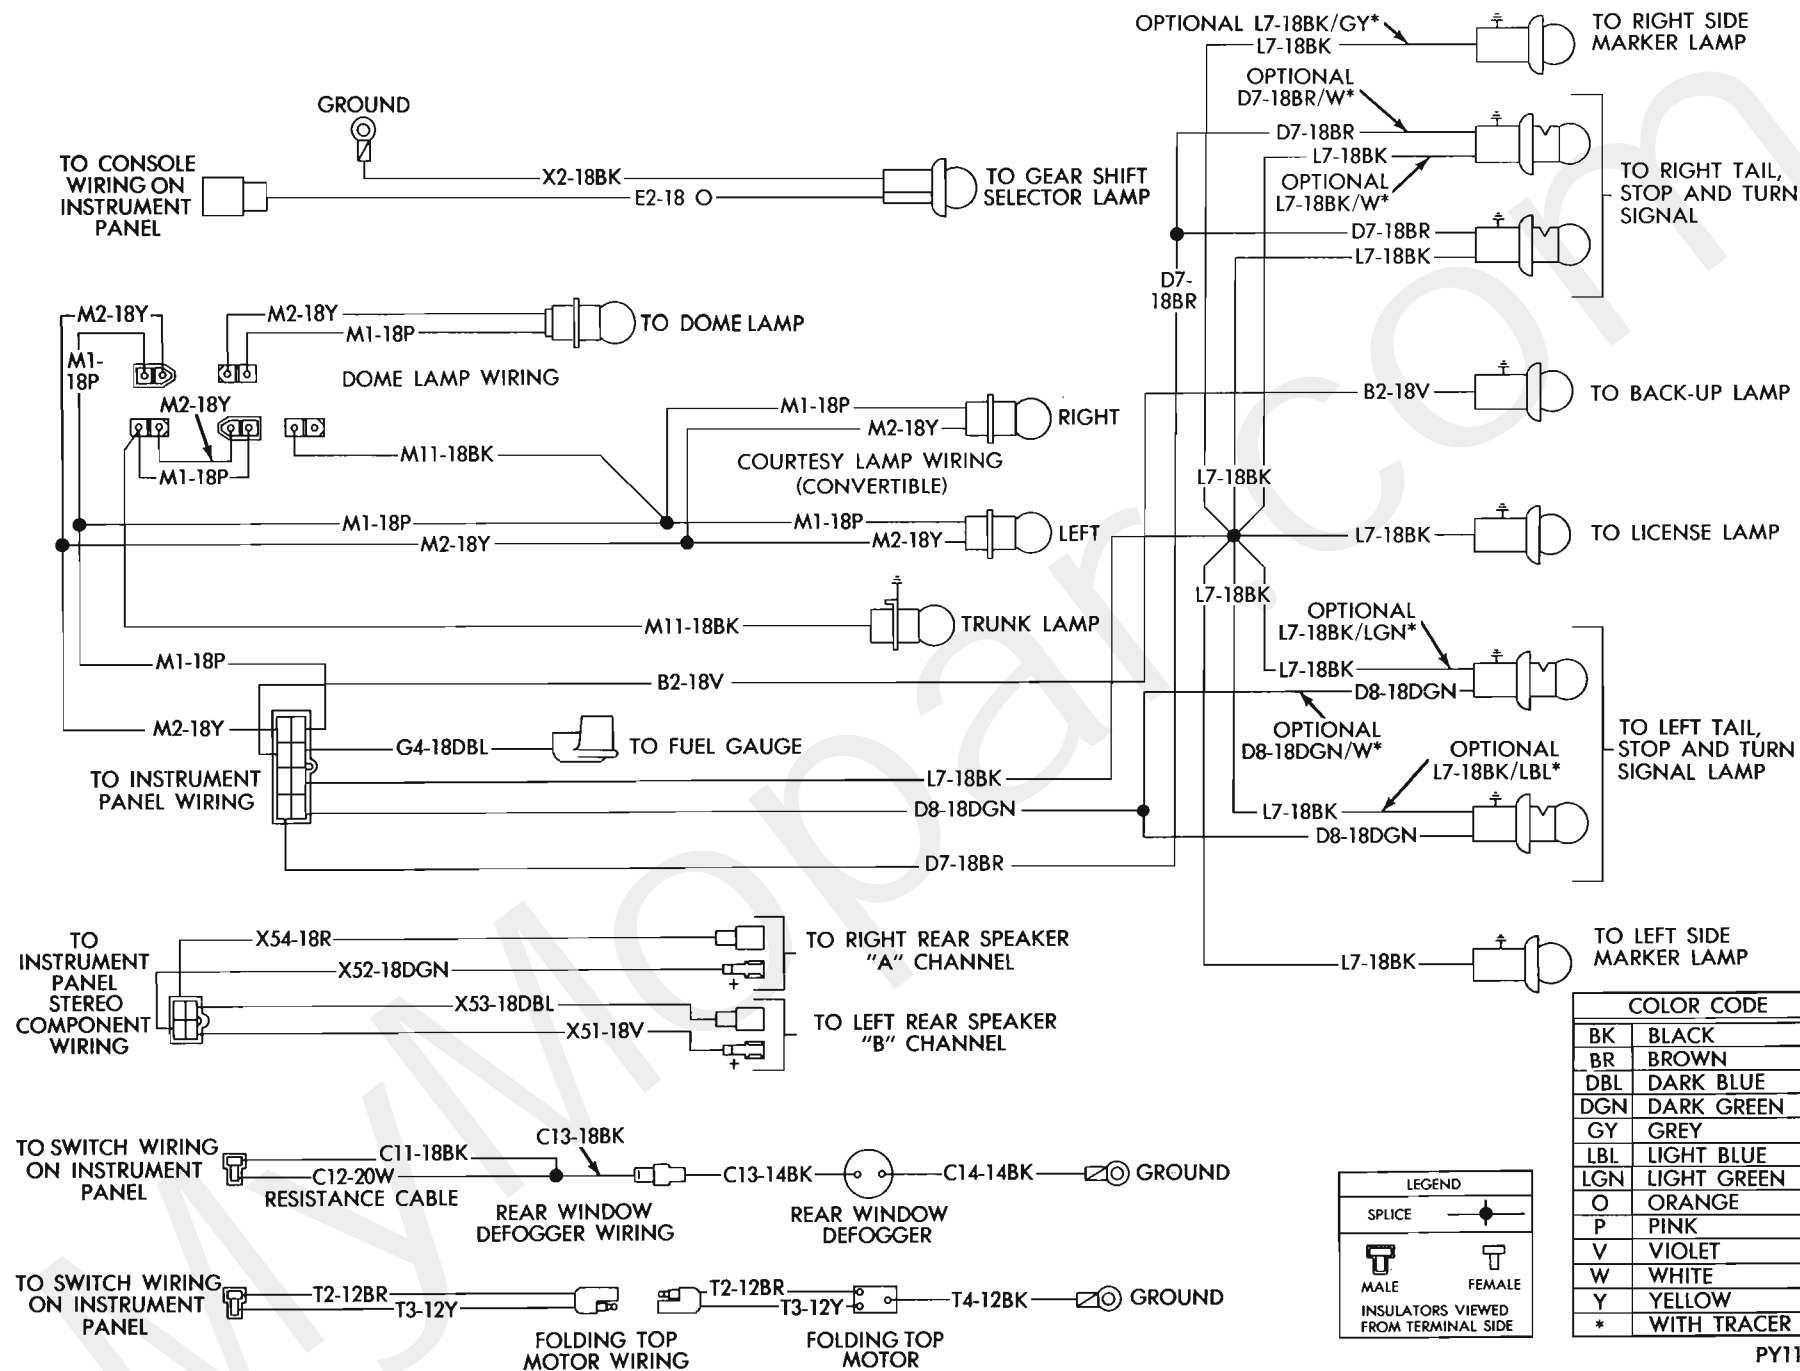 OPTIONAL L7-18BK/GY*
L7-18BK
TO RIGHT SIDE
MARKER LAMP
OPTIONAL
D7-18BR/W*
D7-18BR
L7-18BK
OPTIONAL
L7-18BK/W*
D7-18BR
L7-18BK
TO RIGHT TAIL,
STOP AND TURN
SIGNAL
D7-
18BR
GROUND
TO CONSOLE
WIRING ON
INSTRUMENT
PANEL
X2-18BK
E2-18 O
TO GEAR SHIFT
SELECTOR LAMP
M2-18Y
M1-
18P
M2-18Y
M1-18P
TO DOME LAMP
DOME LAMP WIRING
M2-18Y
M1-18P
M11-18BK
M1-18P
M2-18Y
RIGHT
COURTESY LAMP WIRING
(CONVERTIBLE)
M1-18P
M2-18Y
M1-18P
M2-18Y
LEFT
M11-18BK
TRUNK LAMP
B2-18V
TO BACK-UP LAMP
L7-18BK
L7-18BK
TO LICENSE LAMP
L7-18BK
M1-18P
B2-18V
M2-18Y
G4-18DBL
TO FUEL GAUGE
TO INSTRUMENT
PANEL WIRING
L7-18BK
D8-18DGN
D7-18BR
OPTIONAL
L7-18BK/LGN*
L7-18BK
D8-18DGN
OPTIONAL
D8-18DGN/W*
OPTIONAL
L7-18BK/LBL*
L7-18BK
D8-18DGN
TO LEFT TAIL,
STOP AND TURN
SIGNAL LAMP
L7-18BK
TO LEFT SIDE
MARKER LAMP
TO
INSTRUMENT
PANEL
STEREO
COMPONENT
WIRING
X54-18R
X52-18DGN
+
TO RIGHT REAR SPEAKER
"A" CHANNEL
X53-18DBL
X51-18V
+
TO LEFT REAR SPEAKER
"B" CHANNEL
TO SWITCH WIRING
ON INSTRUMENT
PANEL
C11-18BK
C12-20W
RESISTANCE CABLE
C13-18BK
REAR WINDOW
DEFOGGER WIRING
C13-14BK
REAR WINDOW
DEFOGGER
C14-14BK
GROUND
TO SWITCH WIRING
ON INSTRUMENT
PANEL
T2-12BR
T3-12Y
FOLDING TOP
MOTOR WIRING
T2-12BR
T3-12Y
FOLDING TOP
MOTOR
T4-12BK
GROUND
LEGEND
SPLICE
MALE FEMALE
INSULATORS VIEWED
FROM TERMINAL SIDE
COLOR CODE
BK BLACK
BR BROWN
DBL DARK BLUE
DGN DARK GREEN
GY GREY
LBL LIGHT BLUE
LGN LIGHT GREEN
O ORANGE
P PINK
V VIOLET
W WHITE
Y YELLOW
* WITH TRACER
PY11
MyMopar.com